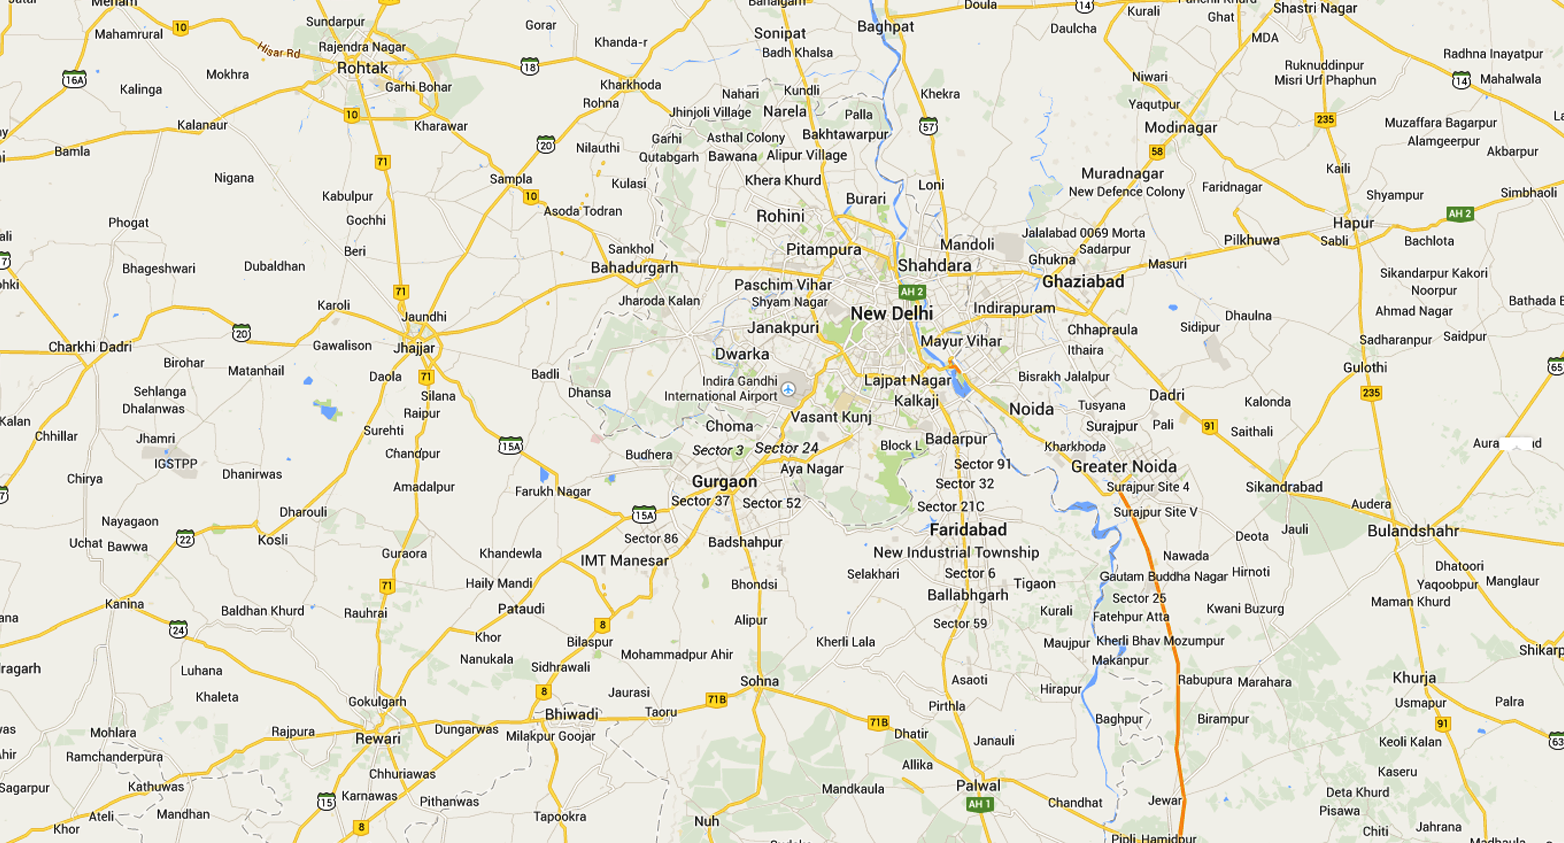 Meham
Sundarpur
Gorar
Sonipat
Baghpat
Doula
14
Kurali
Ghat
Shastri Nagar
Mahamrural
10
Hisar Rd
Rajendra Nagar
Khanda-r
Badh Khalsa
Daulcha
MDA
Radhna Inayatpur
Rohtak
18
Ruknuddinpur
Misri Urf Phaphun
16A
Mokhra
Niwari
14
Mahalwala
Kalinga
Garhi Bohar
Kharkhoda
Nahari
Kundli
Khekra
Rohna
Yaqutpur
10
Jhinjoli Village
Narela
Palla
235
Kalanaur
Kharawar
57
Modinagar
Muzaffara Bagarpur
Garhi
Asthal Colony
Bakhtawarpur
Alamgeerpur
20
Nilauthi
58
Akbarpur
Bamla
71
Qutabgarh
Bawana
Alipur Village
Kaili
Nigana
Sampla
Kulasi
Khera Khurd
Loni
Muradnagar
New Defence Colony
Faridnagar
Shyampur
Simbhaoli
Kabulpur
10
Burari
Asoda Todran
Rohini
AH 2
Phogat
Gochhi
Hapur
Jalalabad 0069 Morta
Mandoli
Pilkhuwa
Sabli
Bachlota
Beri
Sankhol
Pitampura
Sadarpur
Ghukna
Masuri
Bhageshwari
Dubaldhan
Bahadurgarh
Shahdara
Sikandarpur Kakori
Paschim Vihar
Ghaziabad
Noorpur
71
AH 2
Jharoda Kalan
Shyam Nagar
Indirapuram
Bathada
Karoli
Jaundhi
New Delhi
Dhaulna
Ahmad Nagar
20
Janakpuri
Chhapraula
Sidipur
Charkhi Dadri
Gawalison
Jhajjar
Mayur Vihar
Ithaira
Sadharanpur
Saidpur
Birohar
Dwarka
Matanhail
Daola
71
Badli
Indira Gandhi
International Airport
Lajpat Nagar
Bisrakh Jalalpur
Gulothi
65
Sehlanga
Dhalanwas
Silana
Dhansa
Kalkaji
Noida
Dadri
235
Raipur
Vasant Kunj
Tusyana
Kalonda
Kalan
Choma
Surajpur
Pali
91
Saithali
Chhillar
Jhamri
Surehti
15A
Badarpur
Kharkhoda
IGSTPP
Chandpur
Budhera
Sector 3
Sector 24
Block L
Dhanirwas
Aya Nagar
Sector 91
Greater Noida
Chirya
Amadalpur
Farukh Nagar
Gurgaon
Sector 32
Surajpur Site 4
Sikandrabad
Sector 37
Sector 52
Sector 21C
Surajpur Site V
Audera
Nayagaon
Dharouli
15A
Faridabad
Jauli
Bulandshahr
22
Kosli
Sector 86
Badshahpur
Deota
Uchat
Bawwa
Guraora
Khandewla
IMT Manesar
New Industrial Township
Nawada
Haily Mandi
71
Bhondsi
Selakhari
Sector 6
Tigaon
Gautam Buddha Nagar
Hirnoti
Dhatoori
Yaqoobpur
Manglaur
Kanina
Baldhan Khurd
Rauhrai
Pataudi
Ballabhgarh
Sector 25
Kwani Buzurg
Maman Khurd
24
8
Alipur
Sector 59
Kurali
Fatehpur Atta
Khor
Bilaspur
Kherli Lala
Maujpur
Kherli Bhav Mozumpur
Nanukala
Mohammadpur Ahir
Makanpur
Luhana
Sidhrawali
Khaleta
8
Jaurasi
Sohna
Asaoti
Hirapur
Rabupura
Marahara
Khurja
Gokulgarh
71B
Usmapur
Palra
Bhiwadi
Taoru
Pirthla
Baghpur
Birampur
91
Mohlara
Rajpura
Dungarwas
71B
Rewari
Milakpur Goojar
Dhatir
Janauli
Keoli Kalan
63
Ramchanderpura
Chhuriawas
Allika
Kaseru
Kathuwas
Palwal
Sagarpur
Karnawas
Pithanwas
Mandkaula
AH 1
Chandhat
Jewar
Deta Khurd
Pisawa
15
Ateli
Mandhan
Tapookra
Khor
8
Nuh
Pipli
Hamidpur
Chiti
Jahrana